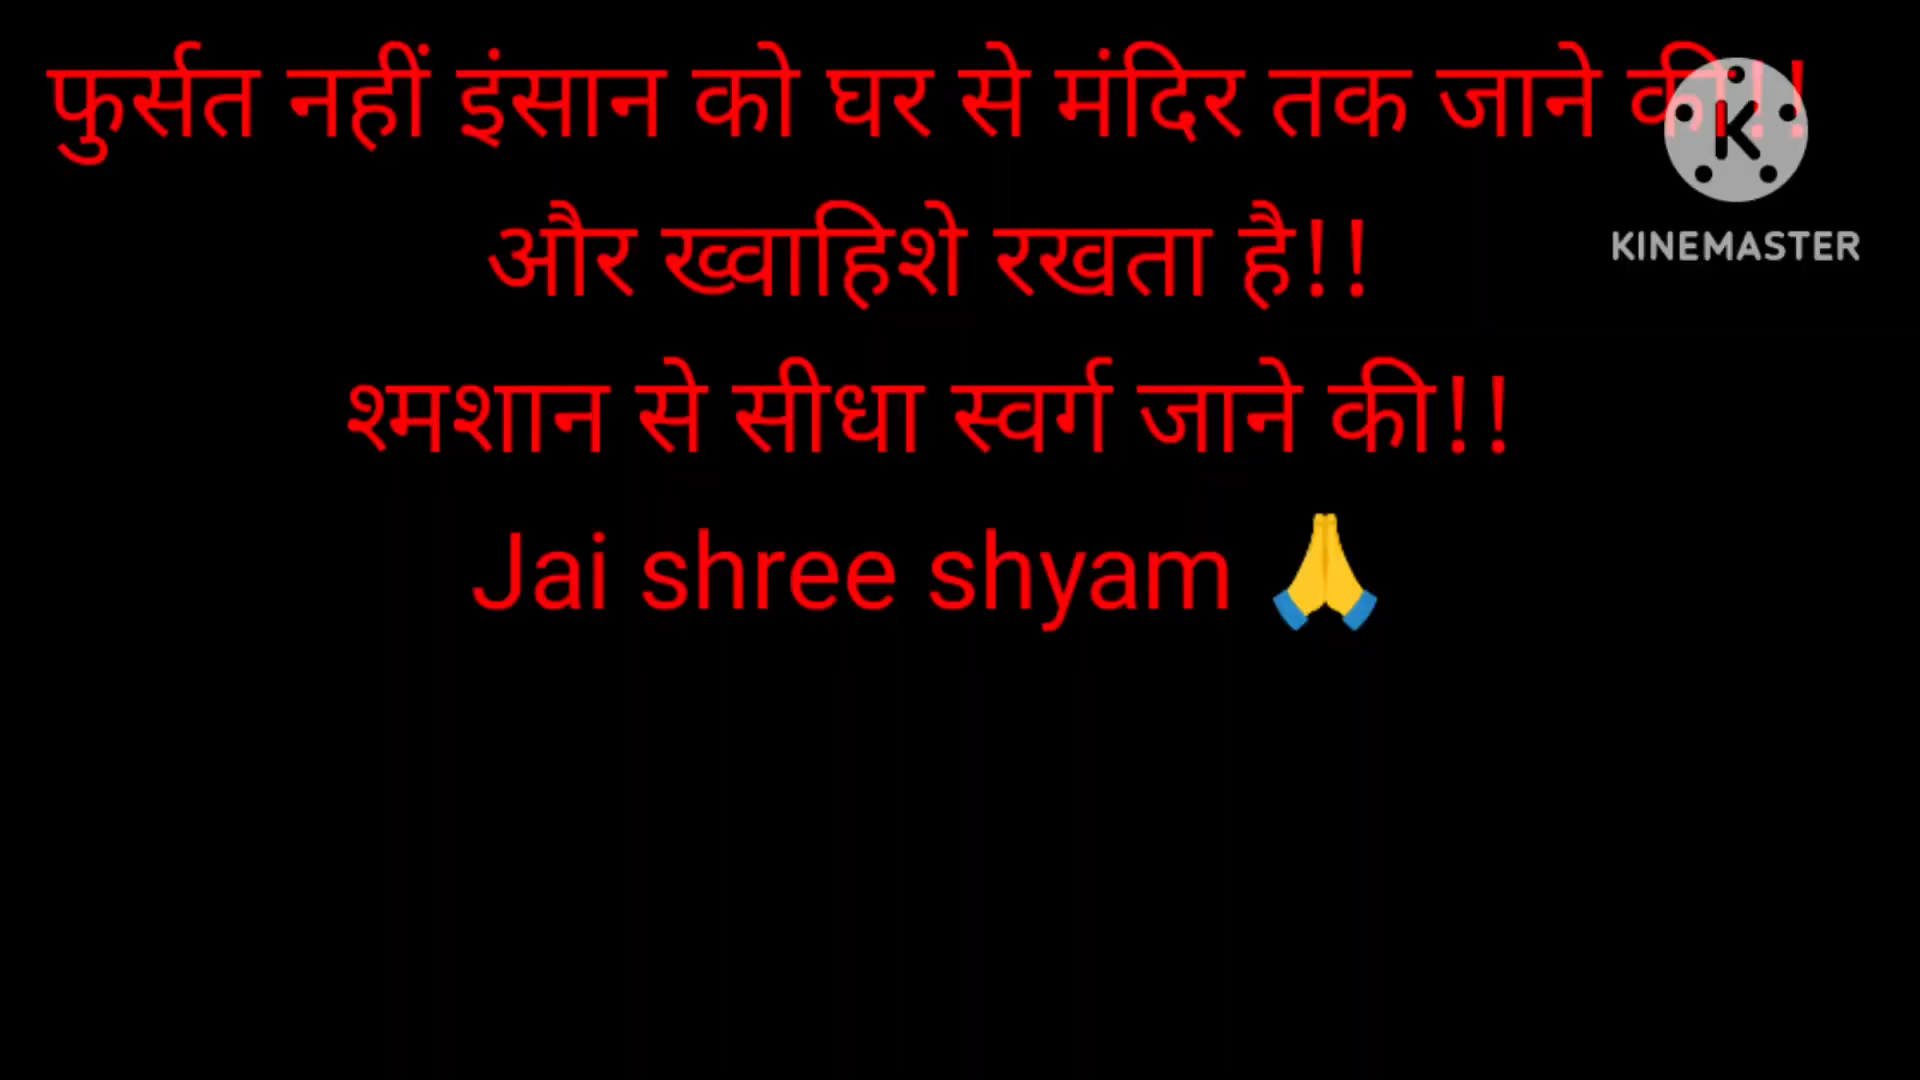 फुर्सत नहीं इंसान को घर से मंदिर तक जाने की!!
और ख्वाहिशे रखता है!!
श्मशान से सीधा स्वर्ग जाने की!!
Jai shree shyam 🙏
K
KINEMASTER